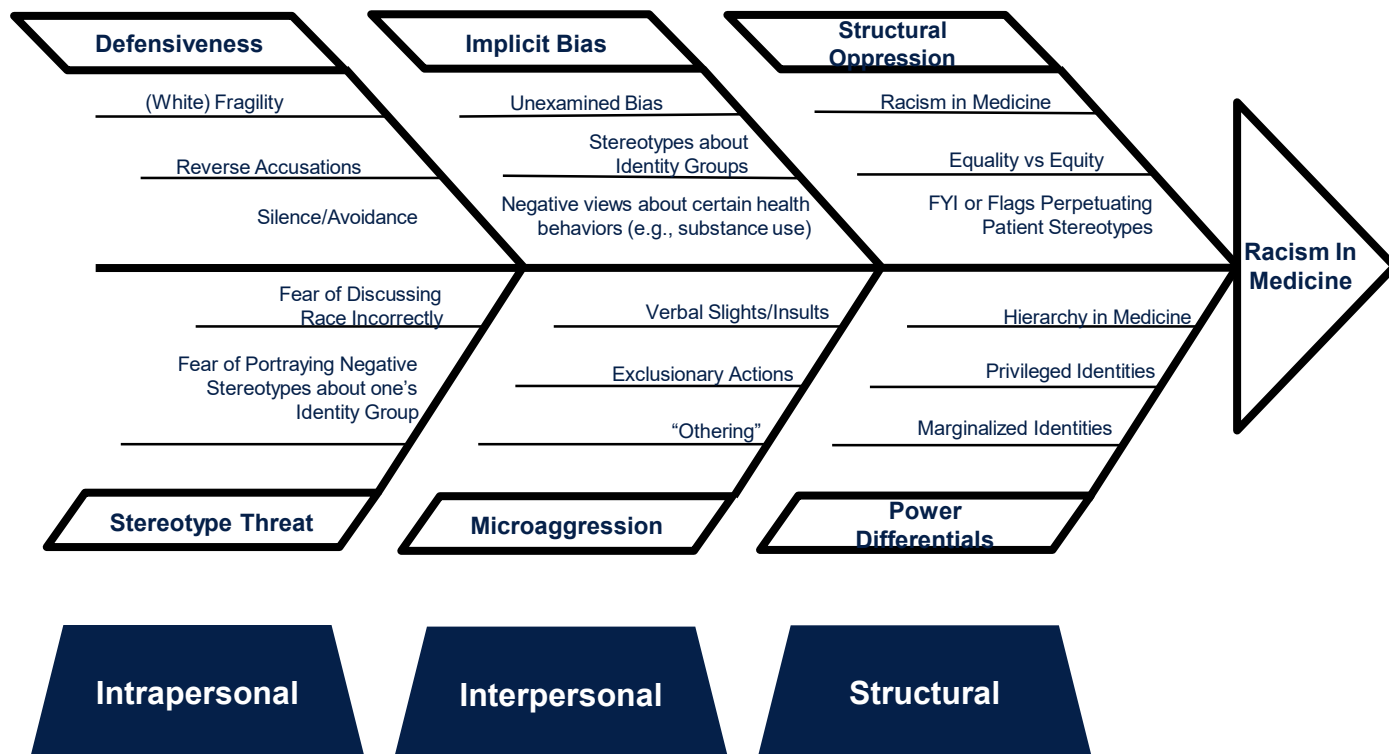 Defensiveness
(White) Fragility
Reverse Accusations
Silence/Avoidance
Implicit Bias
Unexamined Bias
Stereotypes about
Identity Groups
Negative views about certain health
behaviors (e.g., substance use)
Structural
Oppression
Racism in Medicine
Equality vs Equity
FYI or Flags Perpetuating
Patient Stereotypes
Racism In
Medicine
Fear of Discussing
Race Incorrectly
Fear of Portraying Negative
Stereotypes about one's
Identity Group
Stereotype Threat
Verbal Slights/Insults
Exclusionary Actions
“Othering”
Microaggression
Hierarchy in Medicine
Privileged Identities
Marginalized Identities
Power
Differentials
Intrapersonal
Interpersonal
Structural